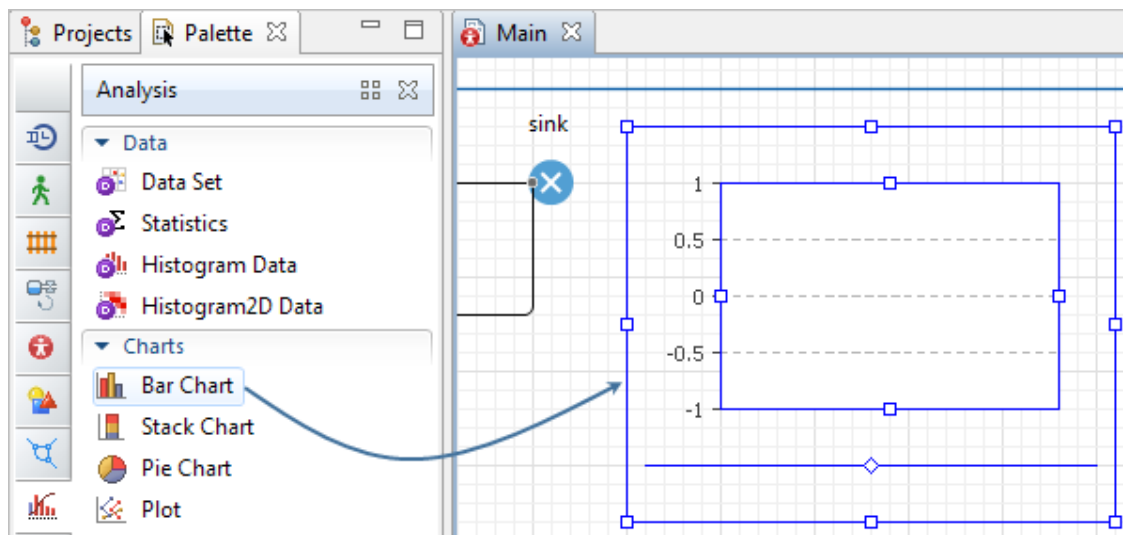 Projects
Palette
Analysis
Data
Data Set
Statistics
Histogram Data
Histogram2D Data
Charts
Bar Chart
Stack Chart
Pie Chart
Plot
Main
sink
1
0.5
0
-0.5
-1